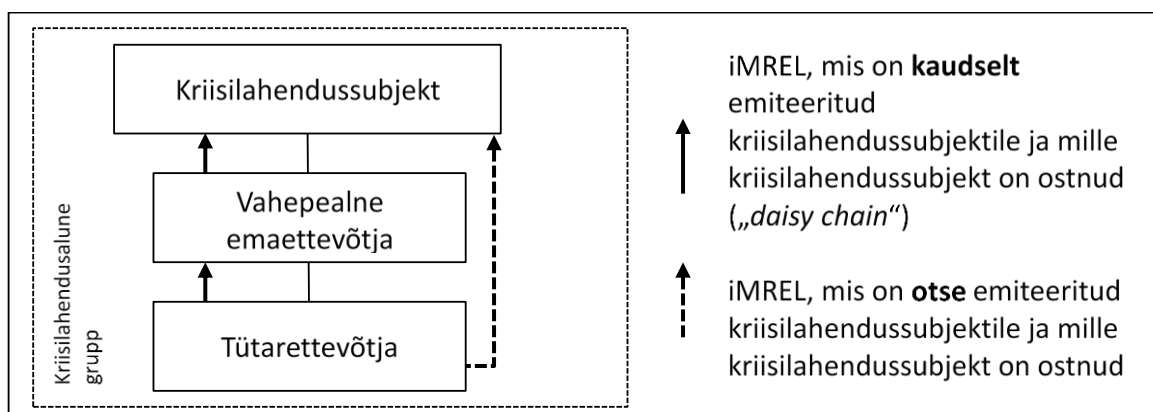 Kriisilahendussubjekt
Vahepealne
emaettevõtja
Tütarettevõtja
Kriisilahendusalune
grupp
iMREL, mis on kaudselt
emiteeritud
kriisilahendussubjektile ja mille
kriisilahendussubjekt on ostnud
(„daisy chain“)
iMREL, mis on otse emiteeritud
kriisilahendussubjektile ja mille
kriisilahendussubjekt on ostnud